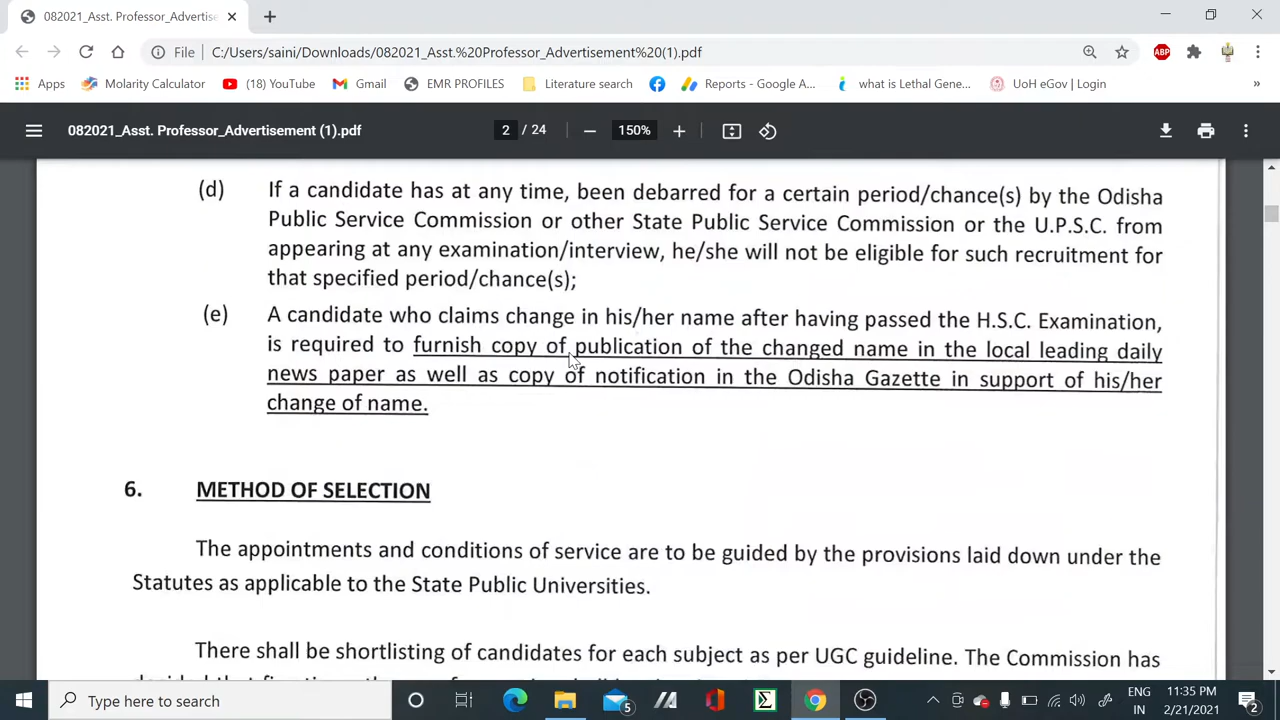 082021_Asst. Professor_Advertise
File C:/Users/saini/Downloads/082021_Asst.%20Professor_Advertisement%20(1).pdf ABP
Apps Molarity Calculator (18) YouTube Gmail EMR PROFILES Literature search Reports - Google A... what is Lethal Gene... UoH eGov | Login »
082021_Asst. Professor_Advertisement (1).pdf 2 / 24 150%
(d) If a candidate has at any time, been debarred for a certain period/chance(s) by the Odisha
Public Service Commission or other State Public Service Commission or the U.P.S.C. from
appearing at any examination/interview, he/she will not be eligible for such recruitment for
that specified period/chance(s);
(e) A candidate who claims change in his/her name after having passed the H.S.C. Examination,
is required to furnish copy of publication of the changed name in the local leading daily
news paper as well as copy of notification in the Odisha Gazette in support of his/her
change of name.
6. METHOD OF SELECTION
The appointments and conditions of service are to be guided by the provisions laid down under the
Statutes as applicable to the State Public Universities.
There shall be shortlisting of candidates for each subject as per UGC guideline. The Commission has
Type here to search 5 ENG 11:35 PM
IN 2/21/2021 2